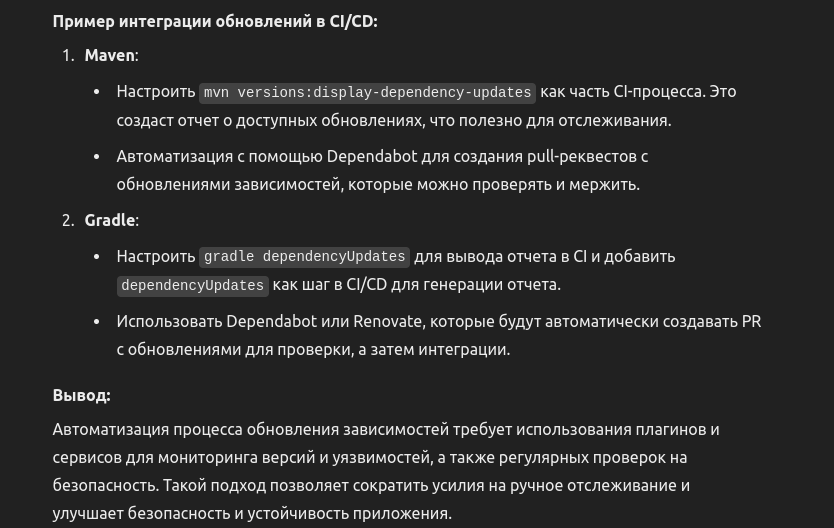 Пример интеграции обновлений в CI/CD:
1. Maven:
• Настроить mvn versions:display-dependency-updates как часть CI-процесса. Это
создаст отчет о доступных обновлениях, что полезно для отслеживания.
• Автоматизация с помощью Dependabot для создания pull-реквестов с
обновлениями зависимостей, которые можно проверять и мержить.
2. Gradle:
• Настроить gradle dependencyUpdates для вывода отчета в CI и добавить
dependencyUpdates как шаг в CI/CD для генерации отчета.
• Использовать Dependabot или Renovate, которые будут автоматически создавать PR
с обновлениями для проверки, а затем интеграции.
Вывод:
Автоматизация процесса обновления зависимостей требует использования плагинов и
сервисов для мониторинга версий и уязвимостей, а также регулярных проверок на
безопасность. Такой подход позволяет сократить усилия на ручное отслеживание и
улучшает безопасность и устойчивость приложения.